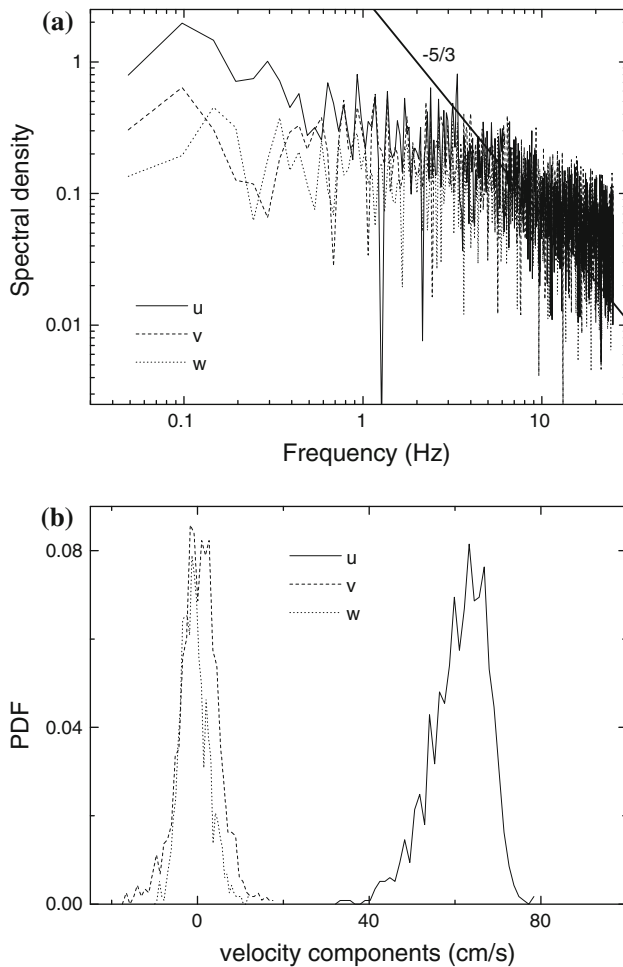 (a)
-5/3
1
0.1
0.01
Spectral density
u
v
w
0.1
1
10
Frequency (Hz)
(b)
u
v
w
0.08
0.04
0.00
PDF
0
40
80
velocity components (cm/s)